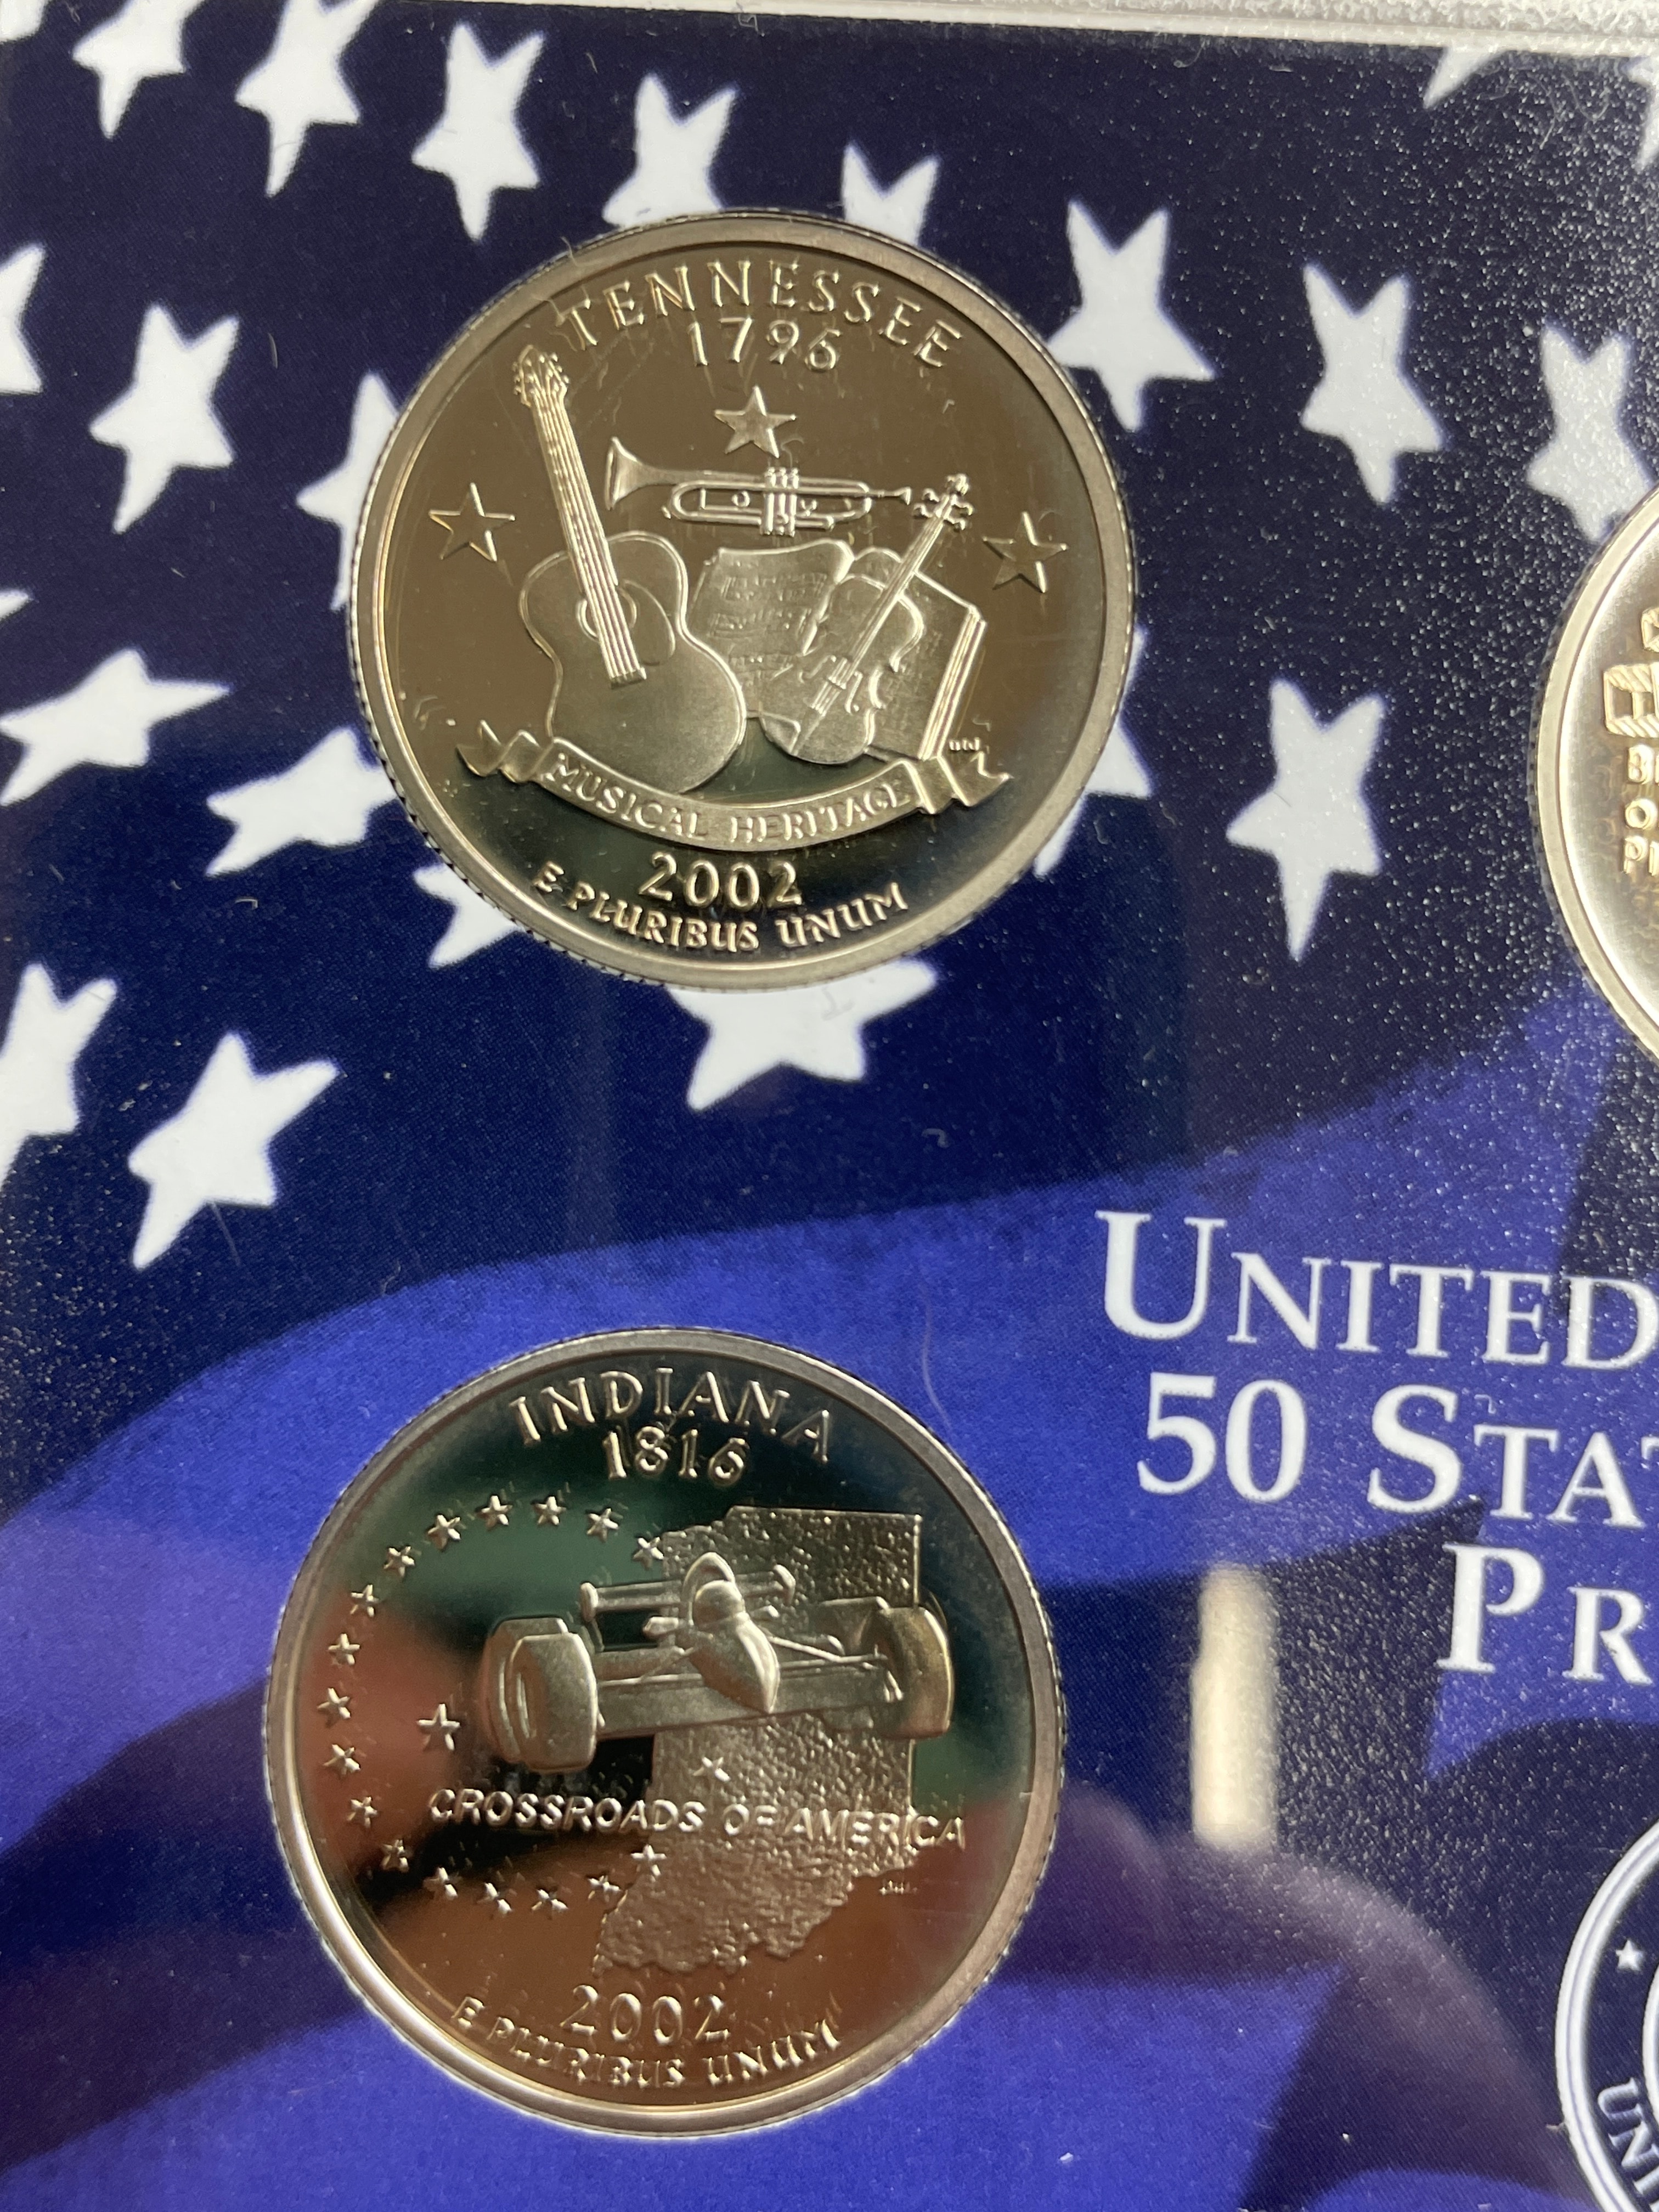 TENNESSEE
1796
MUSICAL HERITAGE
2002
E PLURIBUS UNUM
UNITED
50 STAT
PR
INDIANA
1816
CROSSROADS OF AMERICA
2002
E PLURIBUS UNUM
UNI